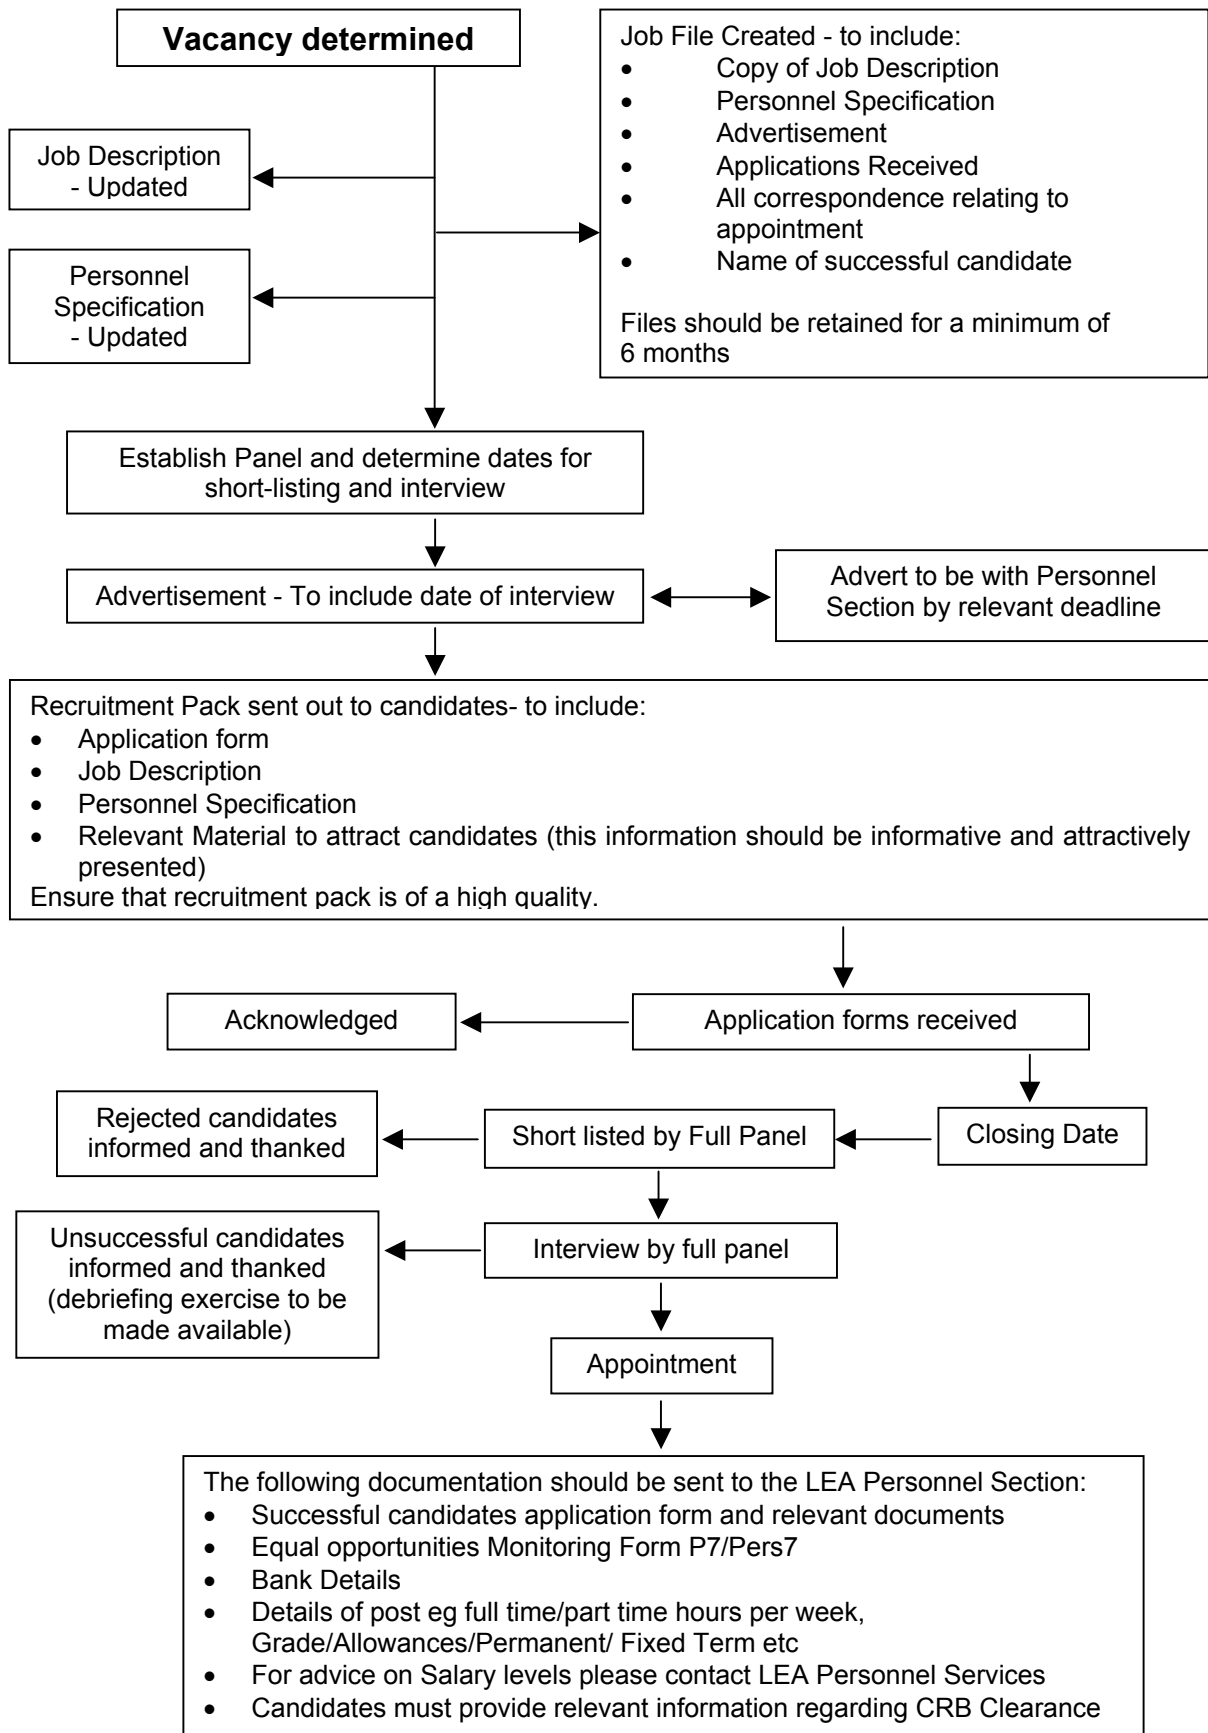 Vacancy determined
Job File Created - to include:
• Copy of Job Description
• Personnel Specification
• Advertisement
• Applications Received
• All correspondence relating to
appointment
• Name of successful candidate
Files should be retained for a minimum of
6 months
Job Description
- Updated
Personnel
Specification
- Updated
Establish Panel and determine dates for
short-listing and interview
Advertisement - To include date of interview
Advert to be with Personnel
Section by relevant deadline
Recruitment Pack sent out to candidates- to include:
• Application form
• Job Description
• Personnel Specification
• Relevant Material to attract candidates (this information should be informative and attractively
presented)
Ensure that recruitment pack is of a high quality.
Acknowledged
Application forms received
Rejected candidates
informed and thanked
Short listed by Full Panel
Closing Date
Unsuccessful candidates
informed and thanked
(debriefing exercise to be
made available)
Interview by full panel
Appointment
The following documentation should be sent to the LEA Personnel Section:
• Successful candidates application form and relevant documents
• Equal opportunities Monitoring Form P7/Pers7
• Bank Details
• Details of post eg full time/part time hours per week,
Grade/Allowances/Permanent/ Fixed Term etc
• For advice on Salary levels please contact LEA Personnel Services
• Candidates must provide relevant information regarding CRB Clearance